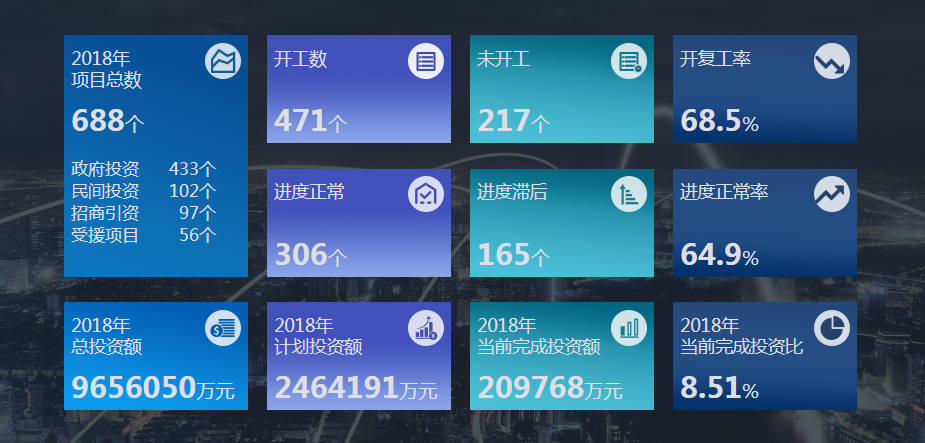 2018年
项目总数
688个
政府投资 433个
民间投资 102个
招商引资 97个
受援项目 56个
开工数
471个
未开工
217个
开复工率
68.5%
进度正常
306个
进度滞后
165个
进度正常率
64.9%
2018年
总投资额
9656050万元
2018年
计划投资额
2464191万元
2018年
当前完成投资额
209768万元
2018年
当前完成投资比
8.51%